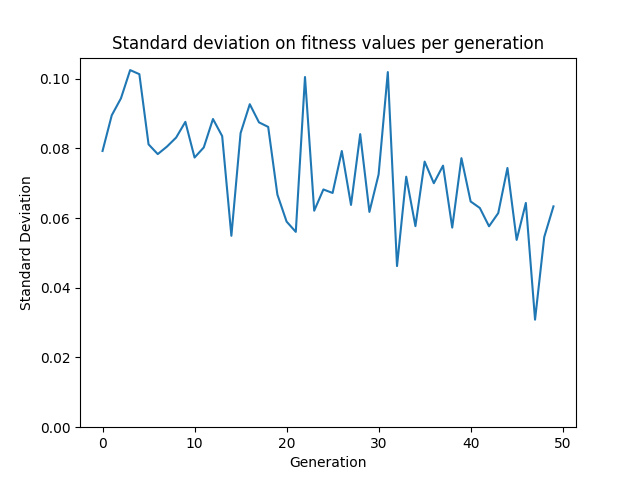 Standard deviation on fitness values per generation
0.10
0.08
0.06
0.04
0.02
0.00
Standard Deviation
0 10 20 30 40 50
Generation